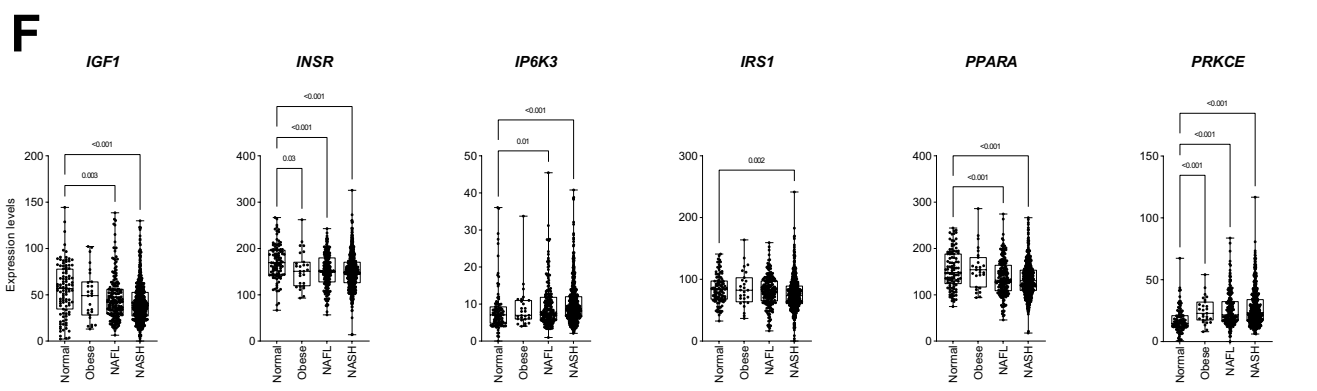 F
IGF1
INSR
IP6K3
IRS1
PPARA
PRKCE
Expression levels
<0.001
0.003
200
150
100
50
0
Normal
Obese
NAFL
NASH
<0.001
<0.001
0.03
400
300
200
100
0
Normal
Obese
NAFL
NASH
<0.001
0.01
50
40
30
20
10
0
Normal
Obese
NAFL
NASH
0.002
300
200
100
0
Normal
Obese
NAFL
NASH
<0.001
<0.001
400
300
200
100
0
Normal
Obese
NAFL
NASH
<0.001
<0.001
<0.001
150
100
50
0
Normal
Obese
NAFL
NASH